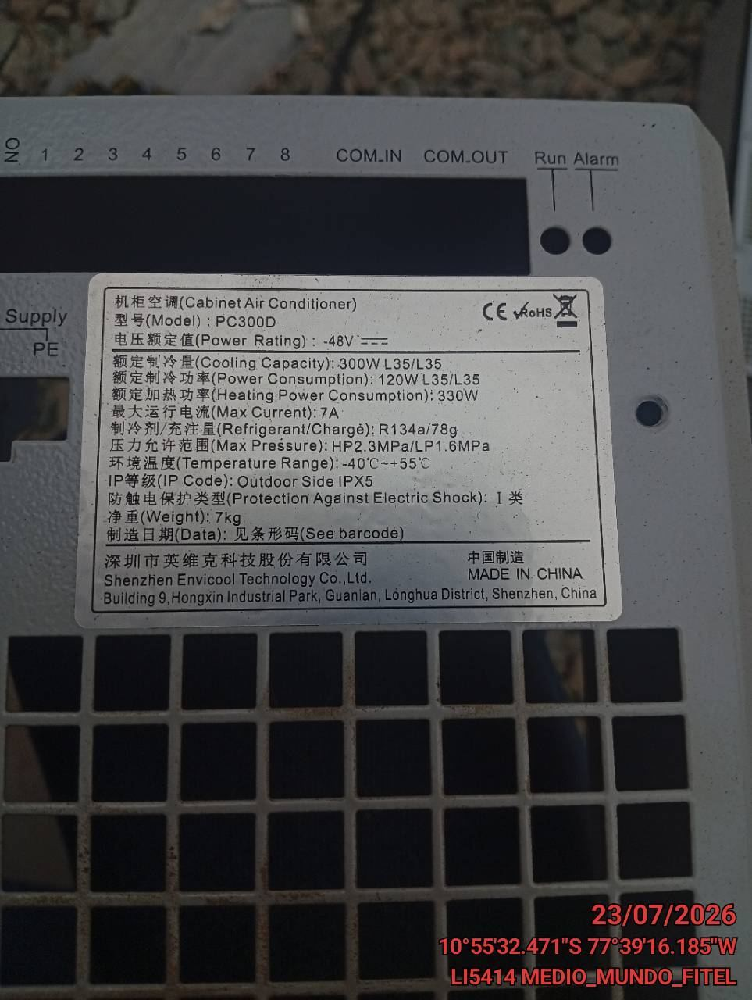 NO 1 2 3 4 5 6 7 8 COM_IN COM_OUT Run Alarm
Supply
PE
机柜空调(Cabinet Air Conditioner)
CE RoHS
型号(Model) : PC300D
电压额定值(Power Rating) : -48V
额定制冷量(Cooling Capacity): 300W L35/L35
额定制冷功率(Power Consumption): 120W L35/L35
额定加热功率(Heating Power Consumption): 330W
最大运行电流(Max Current): 7A
制冷剂/充注量(Refrigerant/Charge): R134a/78g
压力允许范围(Max Pressure): HP2.3MPa/LP1.6MPa
环境温度(Temperature Range): -40℃~+55℃
IP等级(IP Code): Outdoor Side IPX5
防触电保护类型(Protection Against Electric Shock): I 类
净重(Weight): 7kg
制造日期(Data): 见条形码(See barcode)
深圳市英维克科技股份有限公司 中国制造
Shenzhen Envicool Technology Co.,Ltd. MADE IN CHINA
Building 9,Hongxin Industrial Park, Guanlan, Longhua District, Shenzhen, China
23/07/2026
10°55'32.471"S 77°39'16.185"W
LI5414 MEDIO_MUNDO_FITEL